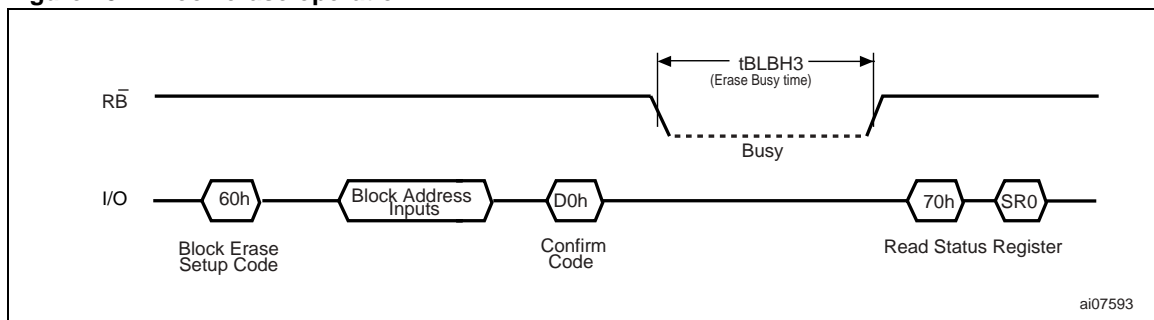 tBLBH3
(Erase Busy time)
RB̅
Busy
I/O
60h
Block Address
Inputs
D0h
70h
SR0
Block Erase
Setup Code
Confirm
Code
Read Status Register
ai07593